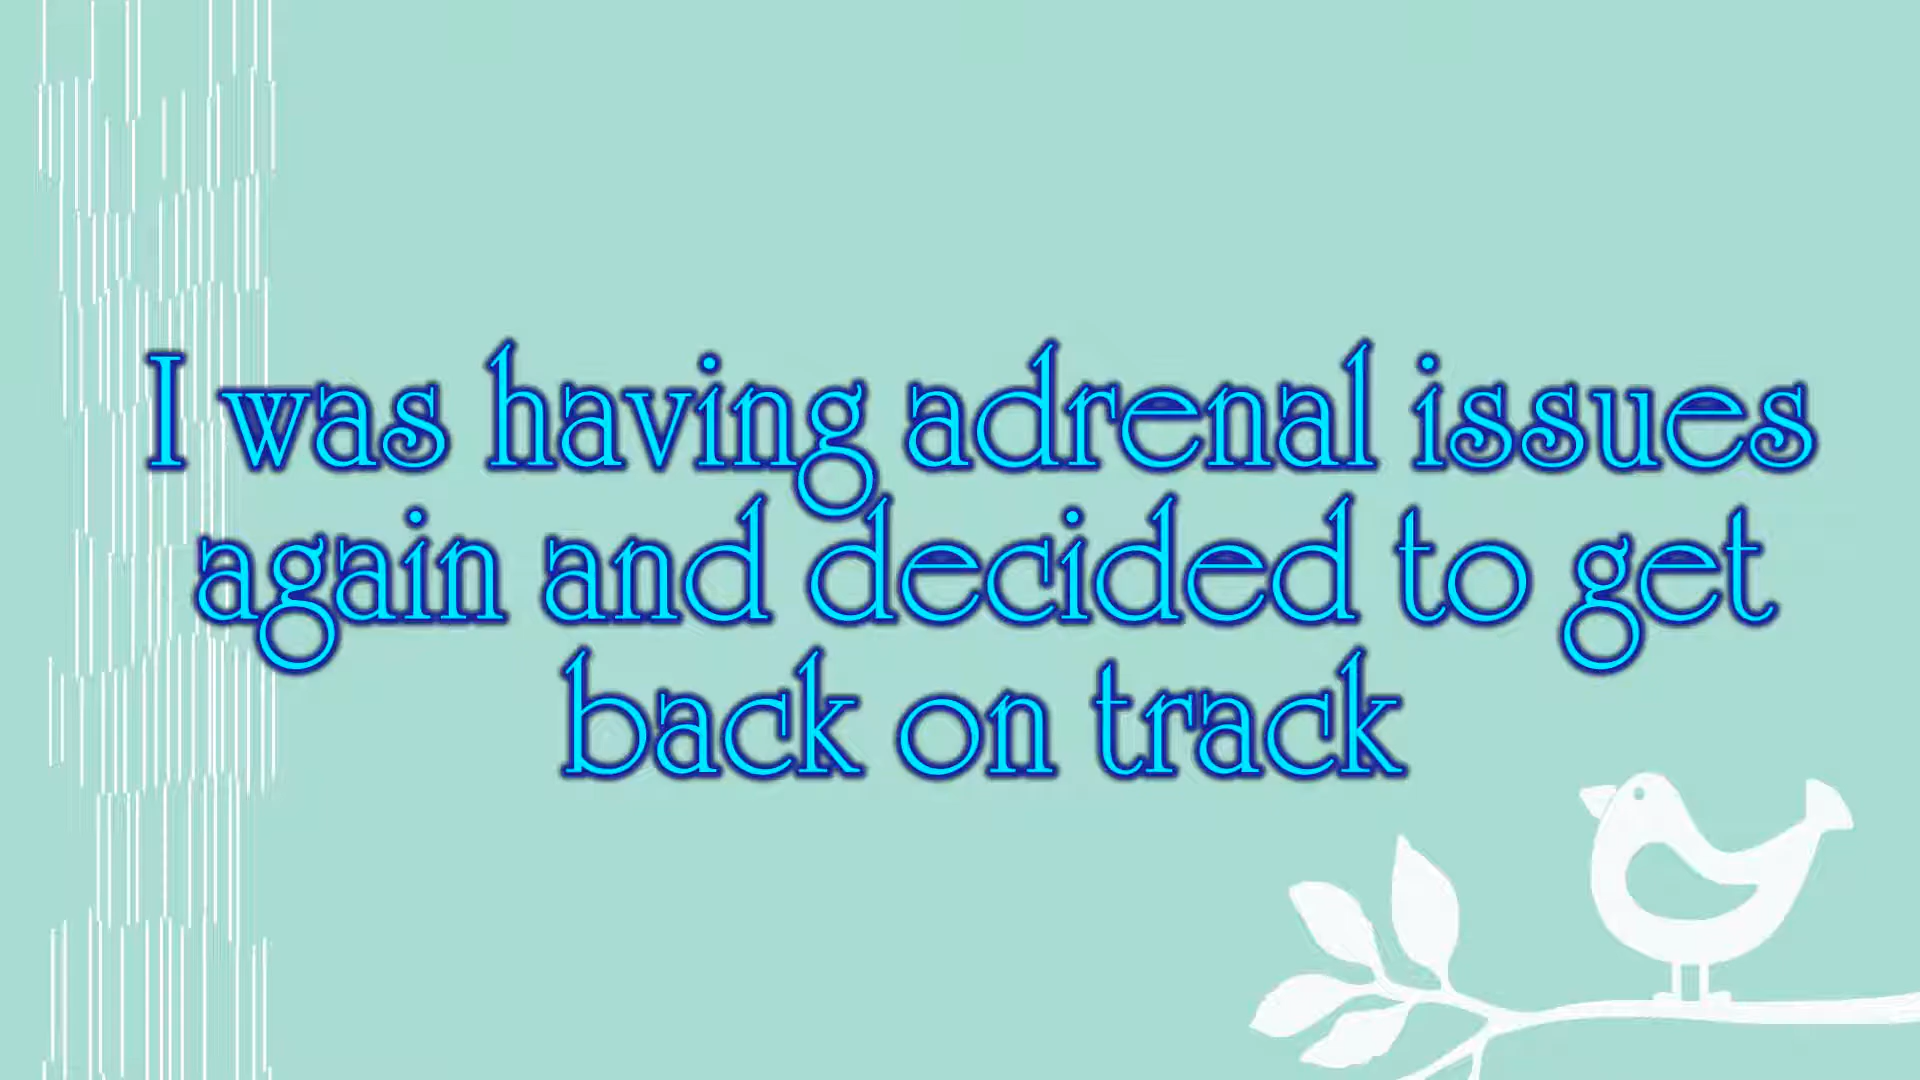 I was having adrenal issues
again and decided to get
back on track